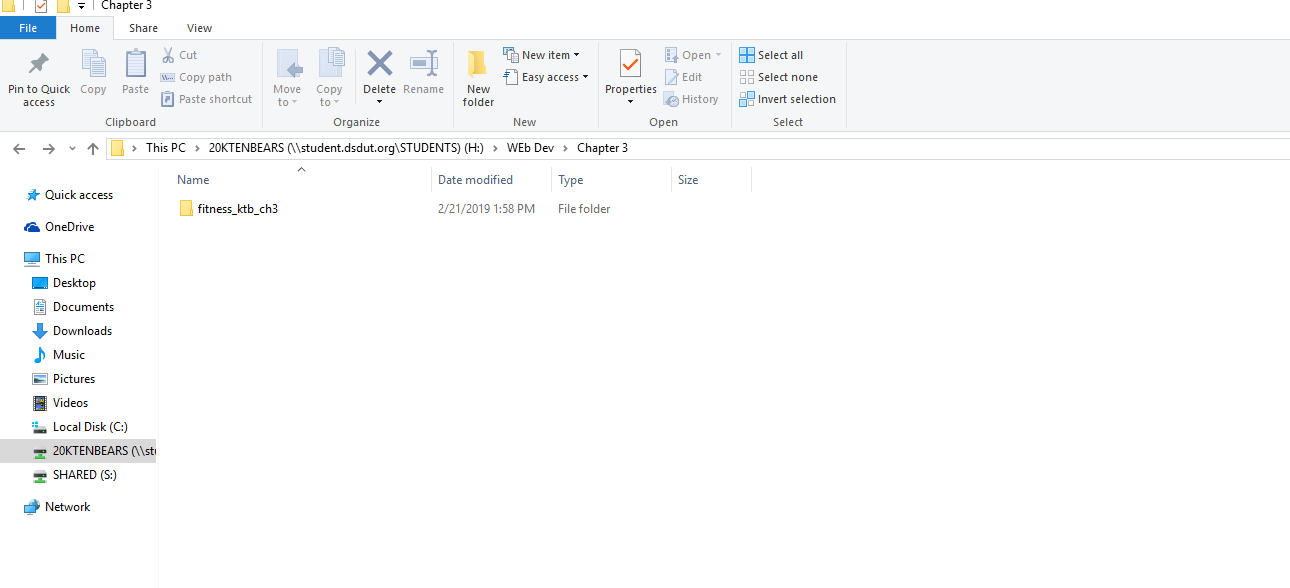 Chapter 3
File Home Share View
Pin to Quick access
Copy
Paste
Cut
Copy path
Paste shortcut
Clipboard
Move to
Copy to
Delete
Rename
Organize
New folder
New item
Easy access
New
Properties
Open
Edit
History
Open
Select all
Select none
Invert selection
Select
This PC > 20KTENBEARS (\\student.dsdut.org\STUDENTS) (H:) > WEb Dev > Chapter 3
Name Date modified Type Size
fitness_ktb_ch3 2/21/2019 1:58 PM File folder
Quick access
OneDrive
This PC
Desktop
Documents
Downloads
Music
Pictures
Videos
Local Disk (C:)
20KTENBEARS (\\stu
SHARED (S:)
Network